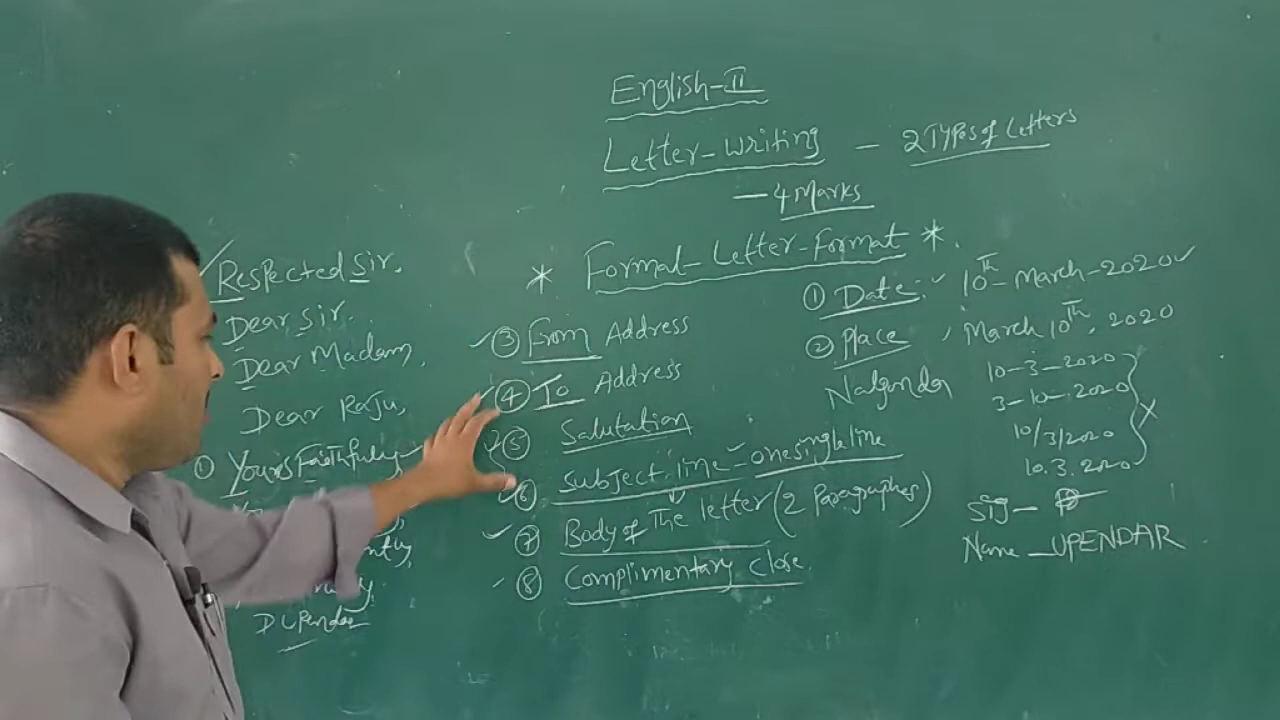 English-II
Letter-Writing - 2 Types of Letters
- 4 Marks
* Formal-Letter-Format *.
Respected Sir,
Dear Sir.
Dear Madam,
Dear Raju,
① Yours Faithfully
③ From Address
④ To Address
⑤ Salutation
⑥ Subject line - one single line
⑦ Body of The letter (2 Paragraphes)
⑧ Complimentary close
① Date:
10th - March - 2020
② Place
March 10th, 2020
Nalgonda
10-3-2020
3-10-2020
10/3/2020
10.3.2020
X
Sig -
Name - UPENDAR